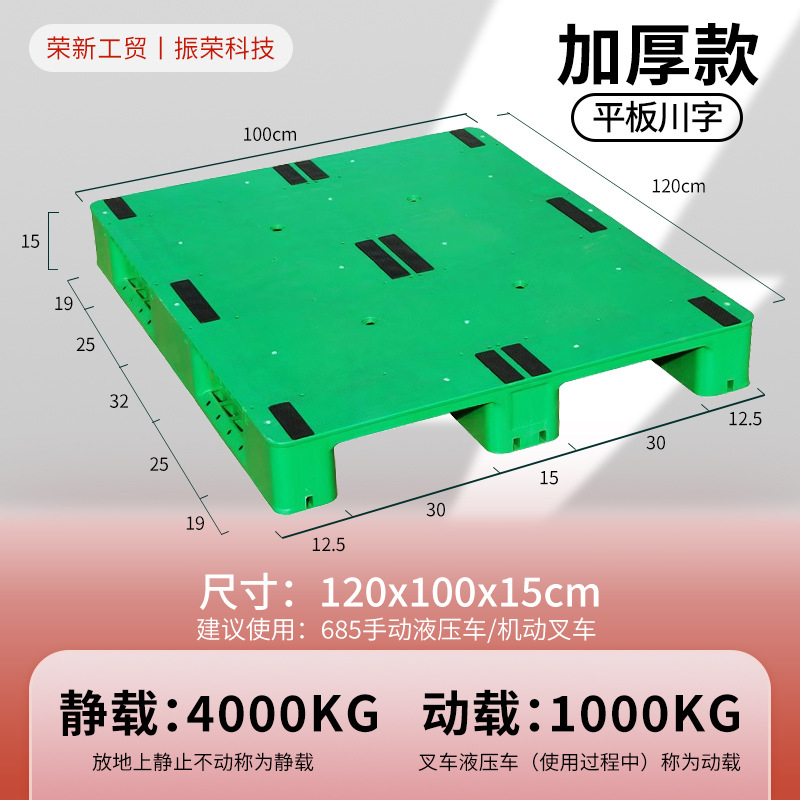 荣新工贸丨振荣科技
加厚款
平板川字
100cm
120cm
15
19
25
32
25
19
12.5
30
15
30
12.5
尺寸：120x100x15cm
建议使用：685手动液压车/机动叉车
静载:4000KG
放地上静止不动称为静载
动载:1000KG
叉车液压车（使用过程中）称为动载